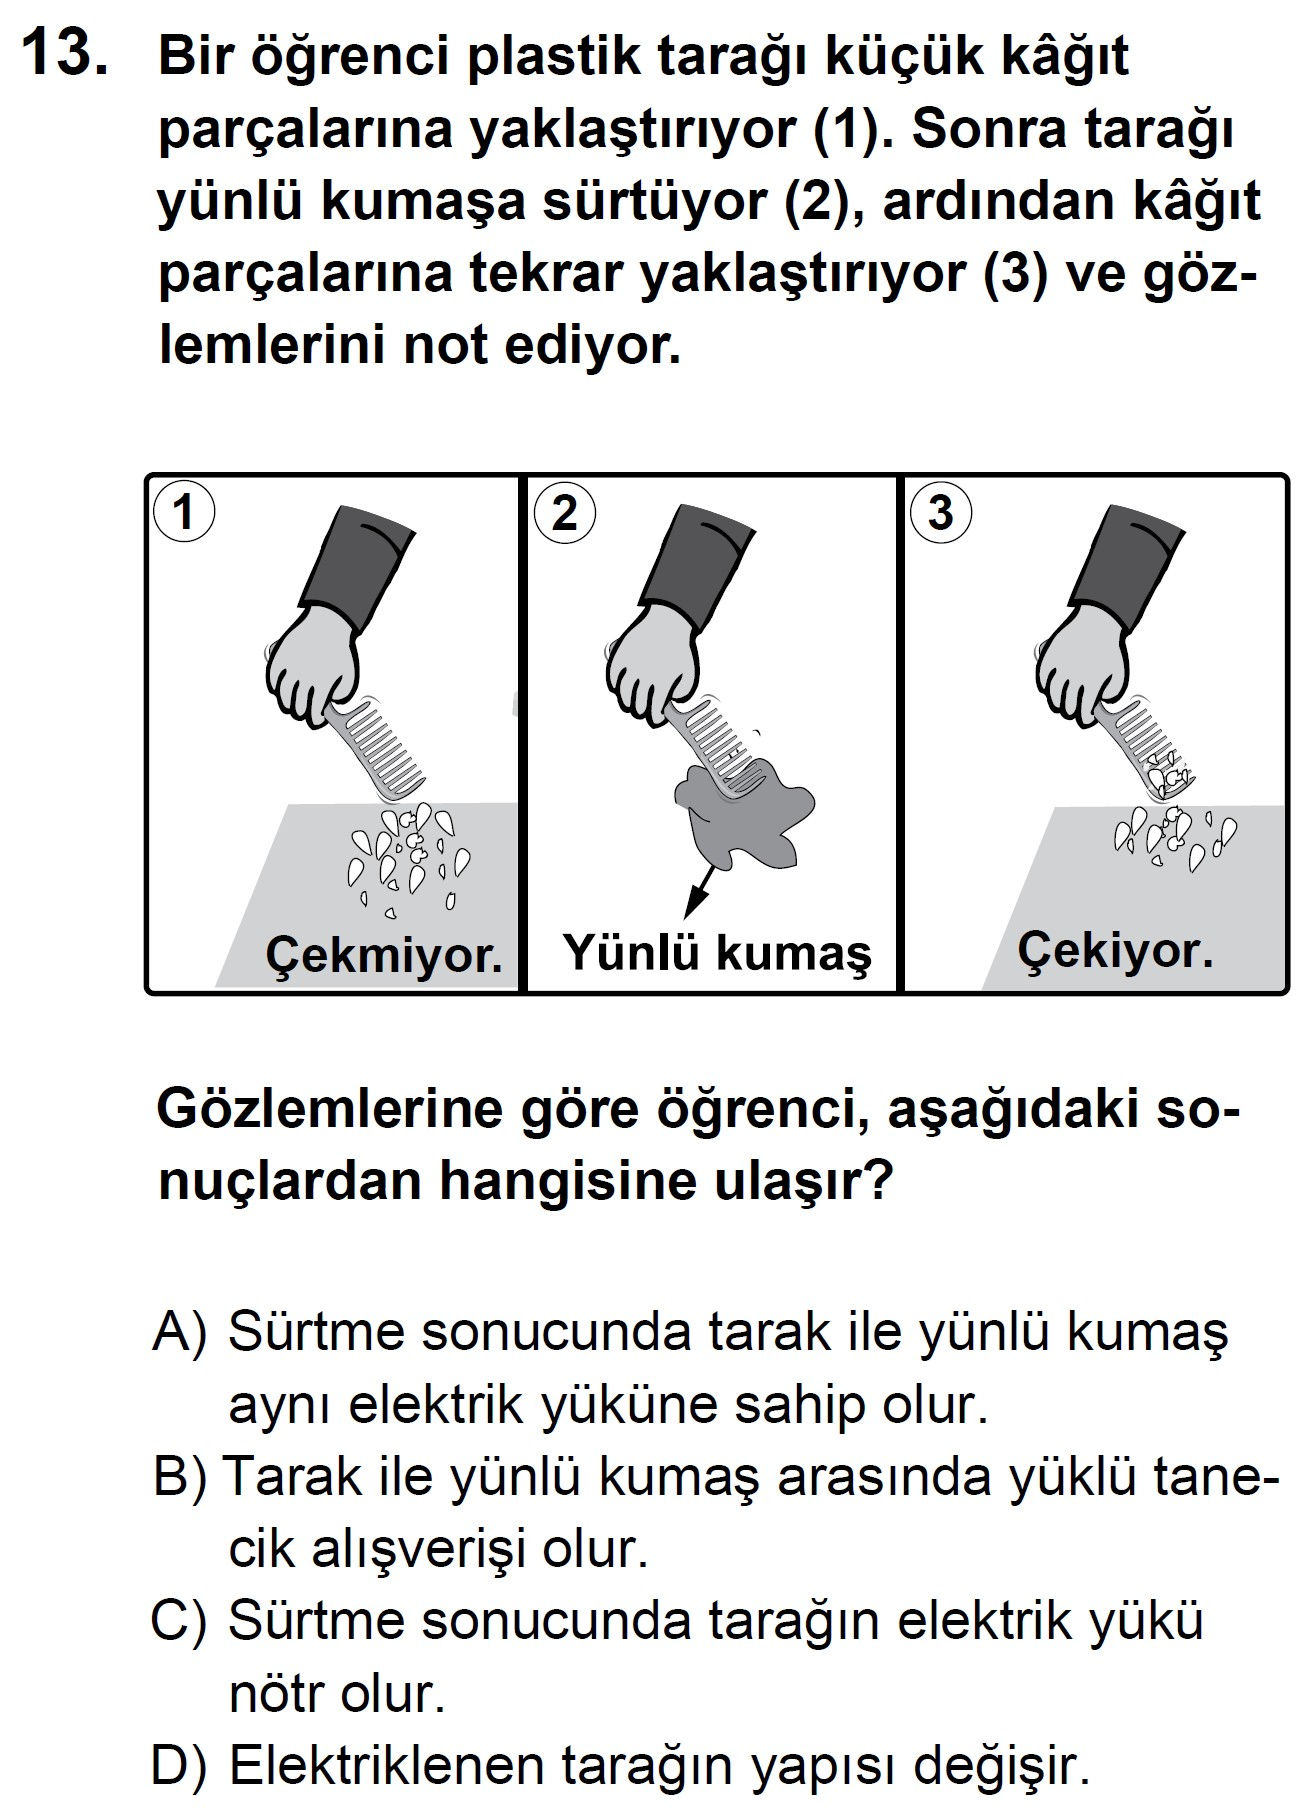 13. Bir öğrenci plastik tarağı küçük kâğıt
parçalarına yaklaştırıyor (1). Sonra tarağı
yünlü kumaşa sürtüyor (2), ardından kâğıt
parçalarına tekrar yaklaştırıyor (3) ve göz-
lemlerini not ediyor.
1
2
3
Çekmiyor.
Yünlü kumaş
Çekiyor.
Gözlemlerine göre öğrenci, aşağıdaki so-
nuçlardan hangisine ulaşır?
A) Sürtme sonucunda tarak ile yünlü kumaş
aynı elektrik yüküne sahip olur.
B) Tarak ile yünlü kumaş arasında yüklü tane-
cik alışverişi olur.
C) Sürtme sonucunda tarağın elektrik yükü
nötr olur.
D) Elektriklenen tarağın yapısı değişir.